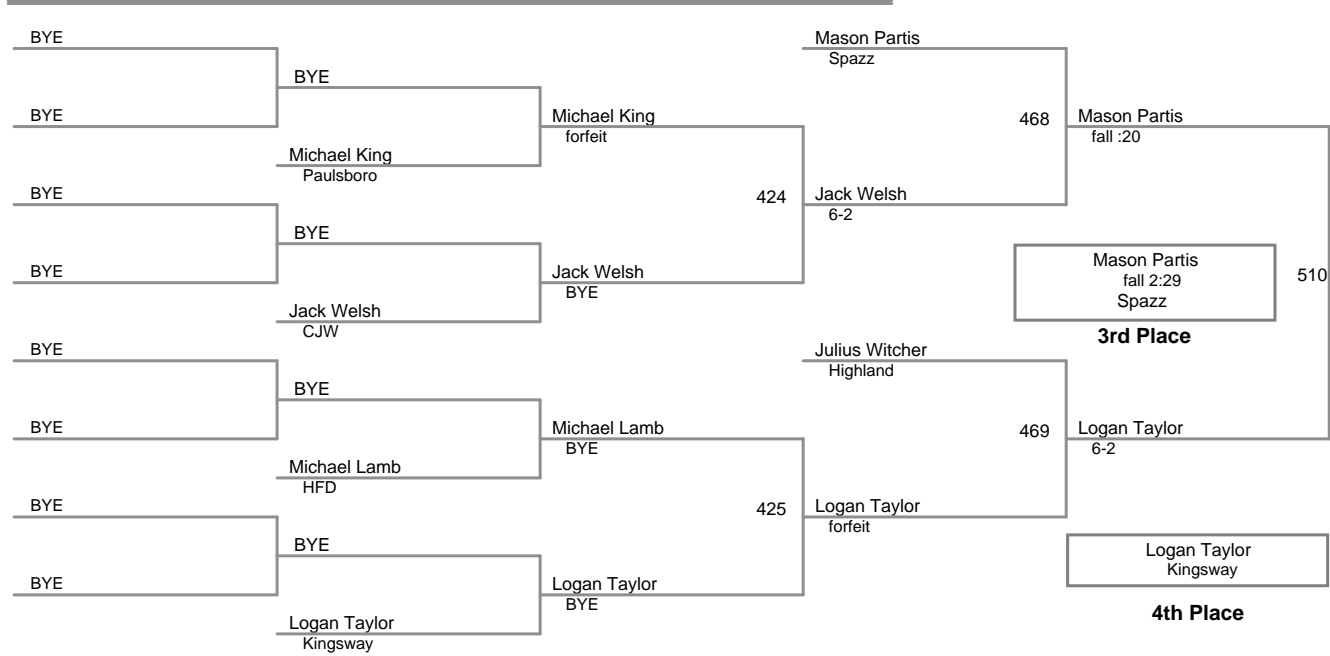 BYE
Mason Partis
Spazz
BYE
BYE
Michael King
forfeit
468
Mason Partis
fall :20
Michael King
Paulsboro
BYE
424
Jack Welsh
6-2
BYE
BYE
Jack Welsh
BYE
Mason Partis
fall 2:29
Spazz
510
Jack Welsh
CJW
3rd Place
BYE
Julius Witcher
Highland
BYE
BYE
Michael Lamb
BYE
469
Logan Taylor
6-2
Michael Lamb
HFD
BYE
425
Logan Taylor
forfeit
BYE
Logan Taylor
Kingsway
BYE
Logan Taylor
BYE
4th Place
Logan Taylor
Kingsway